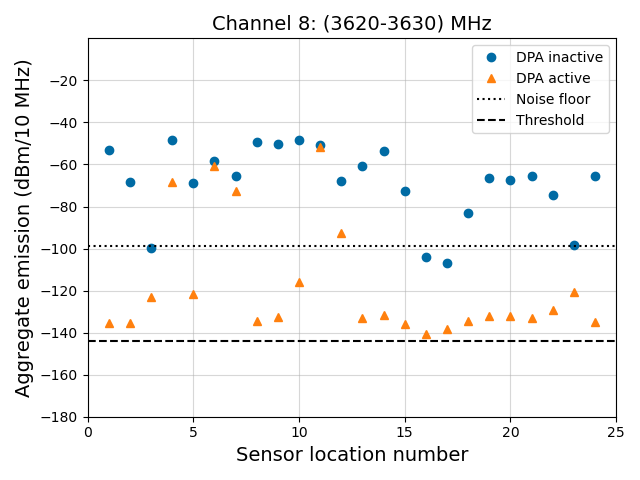 Channel 8: (3620-3630) MHz
DPA inactive
DPA active
Noise floor
Threshold
Aggregate emission (dBm/10 MHz)
−20
−40
−60
−80
−100
−120
−140
−160
−180
0 5 10 15 20 25
Sensor location number